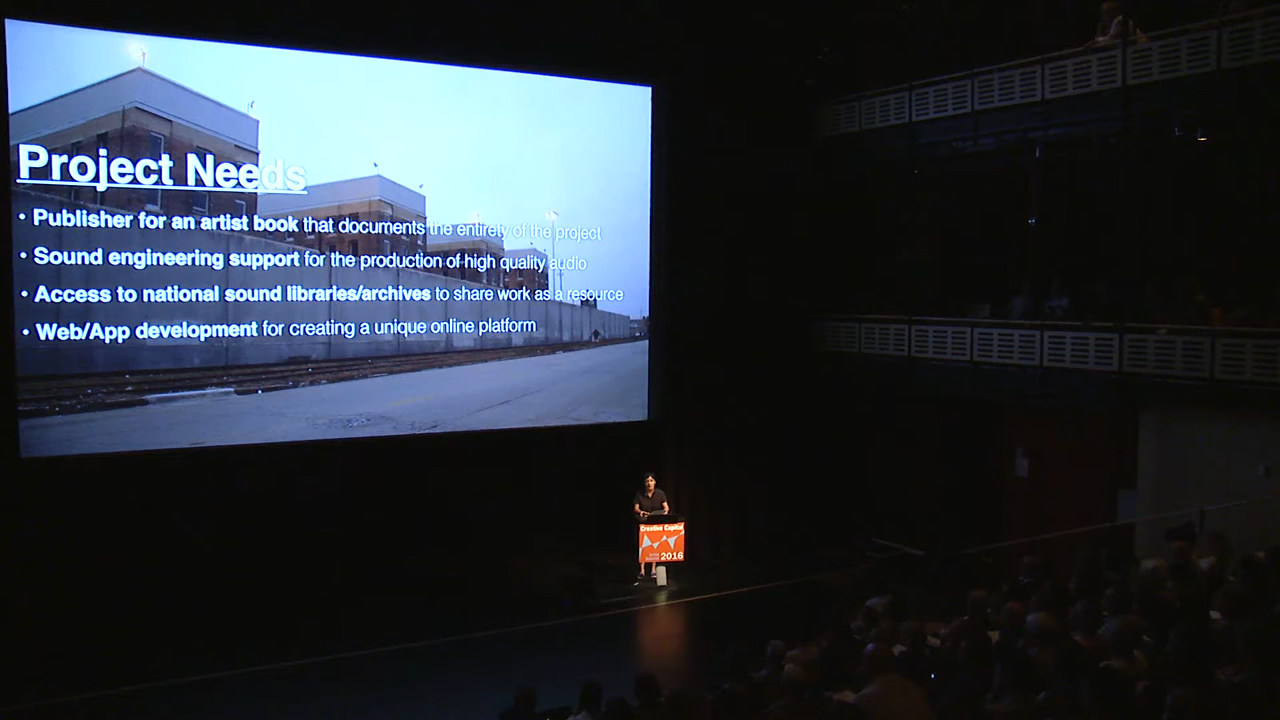 Project Needs
• Publisher for an artist book that documents the entirety of the project
• Sound engineering support for the production of high quality audio
• Access to national sound libraries/archives to share work as a resource
• Web/App development for creating a unique online platform
Creative Capital
2016